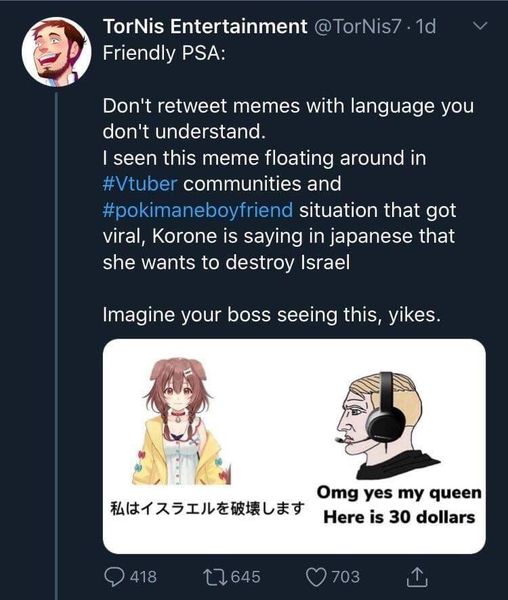 TorNis Entertainment @TorNis7 · 1d
Friendly PSA:
Don't retweet memes with language you
don't understand.
I seen this meme floating around in
#Vtuber communities and
#pokimaneboyfriend situation that got
viral, Korone is saying in japanese that
she wants to destroy Israel
Imagine your boss seeing this, yikes.
私はイスラエルを破壊します
Omg yes my queen
Here is 30 dollars
418 645 703